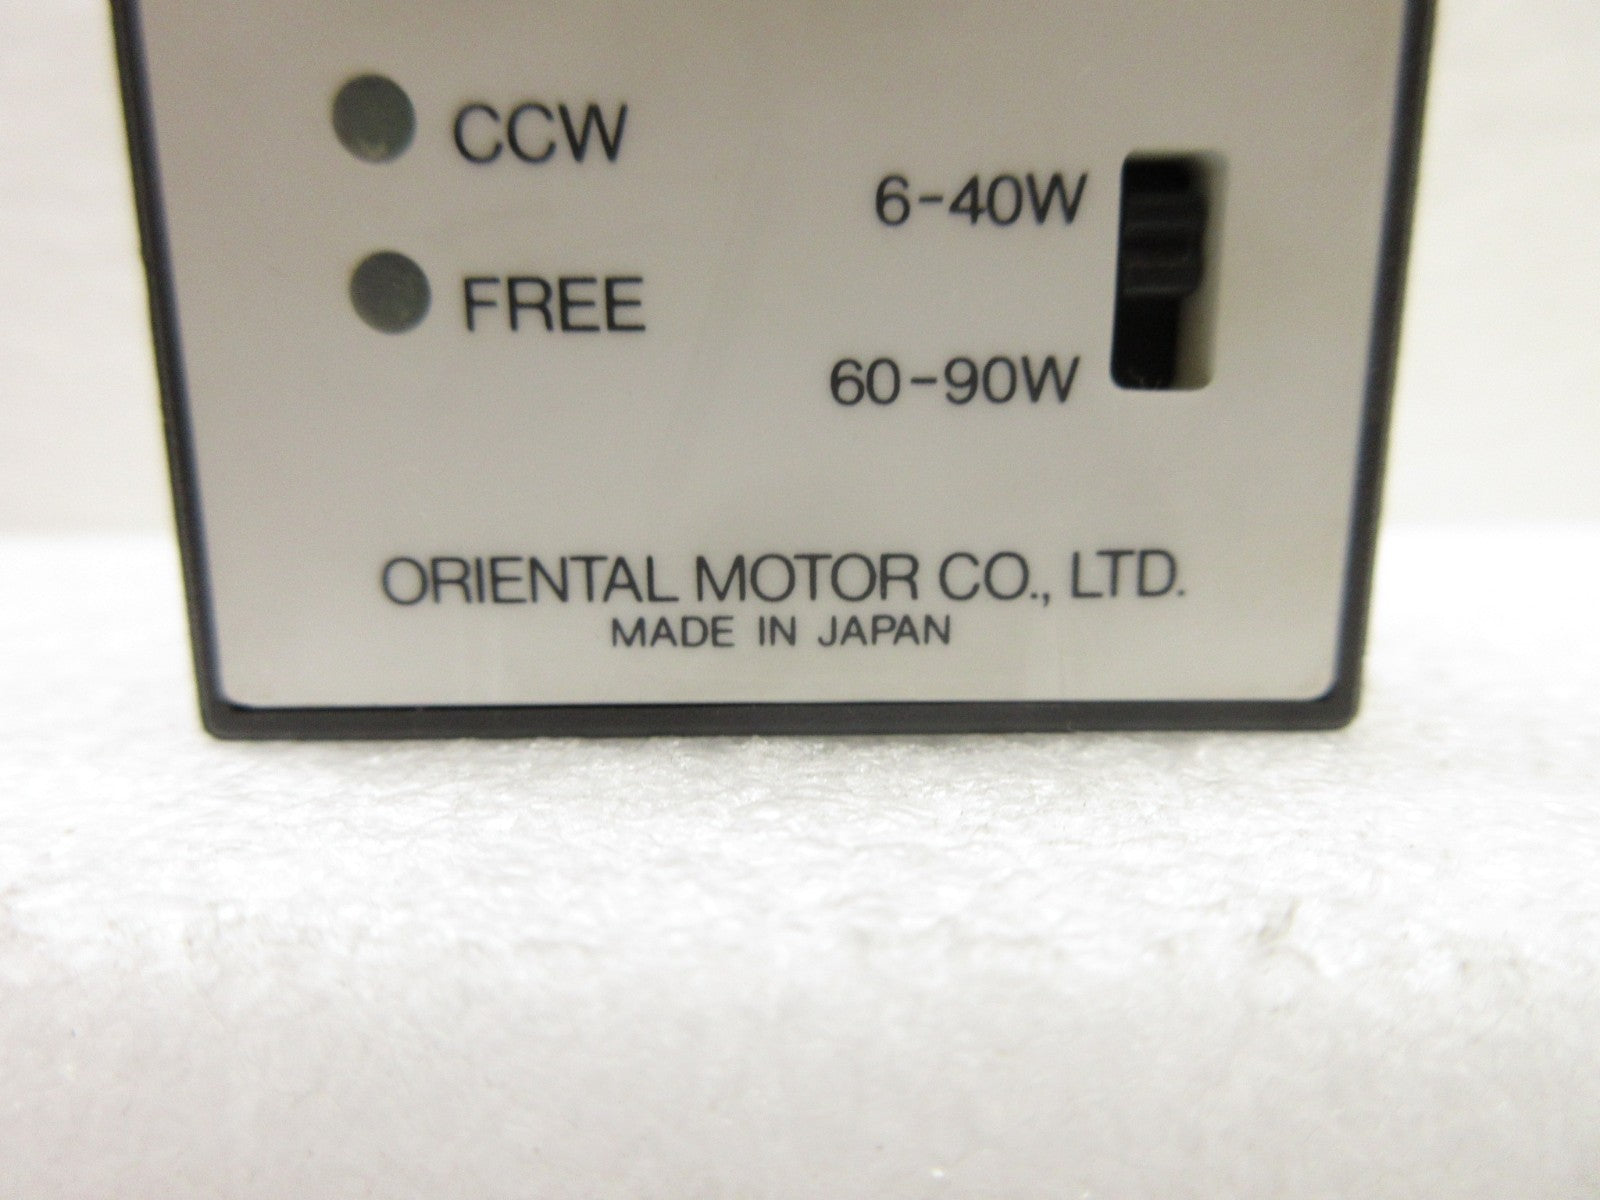 CCW
6-40W
FREE
60-90W
ORIENTAL MOTOR CO., LTD.
MADE IN JAPAN